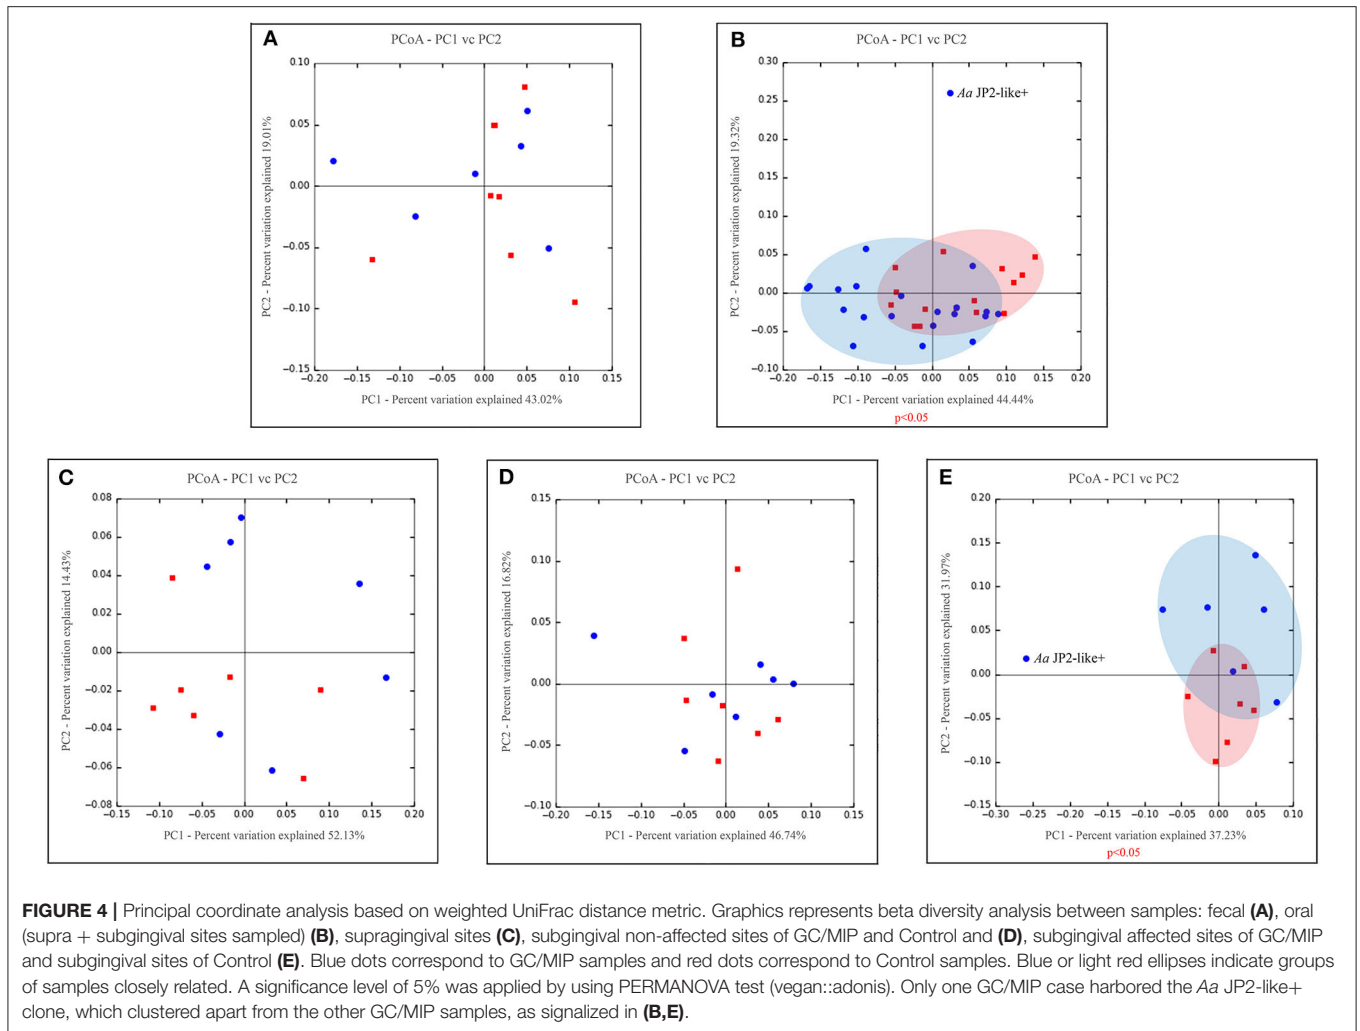 A
PCoA - PC1 vc PC2
PC2 - Percent variation explained 19.01%
0.10
0.05
0.00
−0.05
−0.10
−0.15
−0.20 −0.15 −0.10 −0.05 0.00 0.05 0.10 0.15
PC1 - Percent variation explained 43.02%
B
PCoA - PC1 vc PC2
PC2 - Percent variation explained 19.32%
0.30
0.25
0.20
0.15
0.10
0.05
0.00
−0.05
−0.10
Aa JP2-like+
−0.20 −0.15 −0.10 −0.05 0.00 0.05 0.10 0.15 0.20
PC1 - Percent variation explained 44.44%
p<0.05
C
PCoA - PC1 vc PC2
PC2 - Percent variation explained 14.43%
0.08
0.06
0.04
0.02
0.00
−0.02
−0.04
−0.06
−0.08
−0.15 −0.10 −0.05 0.00 0.05 0.10 0.15 0.20
PC1 - Percent variation explained 52.13%
D
PCoA - PC1 vc PC2
PC2 - Percent variation explained 16.82%
0.15
0.10
0.05
0.00
−0.05
−0.10
−0.20 −0.15 −0.10 −0.05 0.00 0.05 0.10 0.15
PC1 - Percent variation explained 46.74%
E
PCoA - PC1 vc PC2
PC2 - Percent variation explained 31.97%
0.20
0.15
0.10
0.05
0.00
−0.05
−0.10
−0.15
Aa JP2-like+
−0.30 −0.25 −0.20 −0.15 −0.10 −0.05 0.00 0.05 0.10
PC1 - Percent variation explained 37.23%
p<0.05
FIGURE 4 | Principal coordinate analysis based on weighted UniFrac distance metric. Graphics represents beta diversity analysis between samples: fecal (A), oral
(supra + subgingival sites sampled) (B), supragingival sites (C), subgingival non-affected sites of GC/MIP and Control and (D), subgingival affected sites of GC/MIP
and subgingival sites of Control (E). Blue dots correspond to GC/MIP samples and red dots correspond to Control samples. Blue or light red ellipses indicate groups
of samples closely related. A significance level of 5% was applied by using PERMANOVA test (vegan::adonis). Only one GC/MIP case harbored the Aa JP2-like+
clone, which clustered apart from the other GC/MIP samples, as signalized in (B,E).